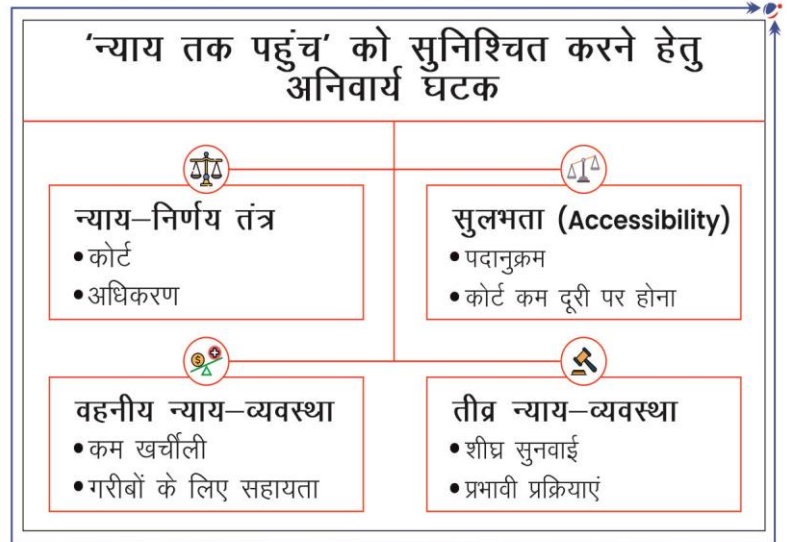 ‘न्याय तक पहुंच’ को सुनिश्चित करने हेतु
अनिवार्य घटक
न्याय–निर्णय तंत्र
• कोर्ट
• अधिकरण
सुलभता (Accessibility)
• पदानुक्रम
• कोर्ट कम दूरी पर होना
वहनीय न्याय–व्यवस्था
• कम खर्चीली
• गरीबों के लिए सहायता
तीव्र न्याय–व्यवस्था
• शीघ्र सुनवाई
• प्रभावी प्रक्रियाएं